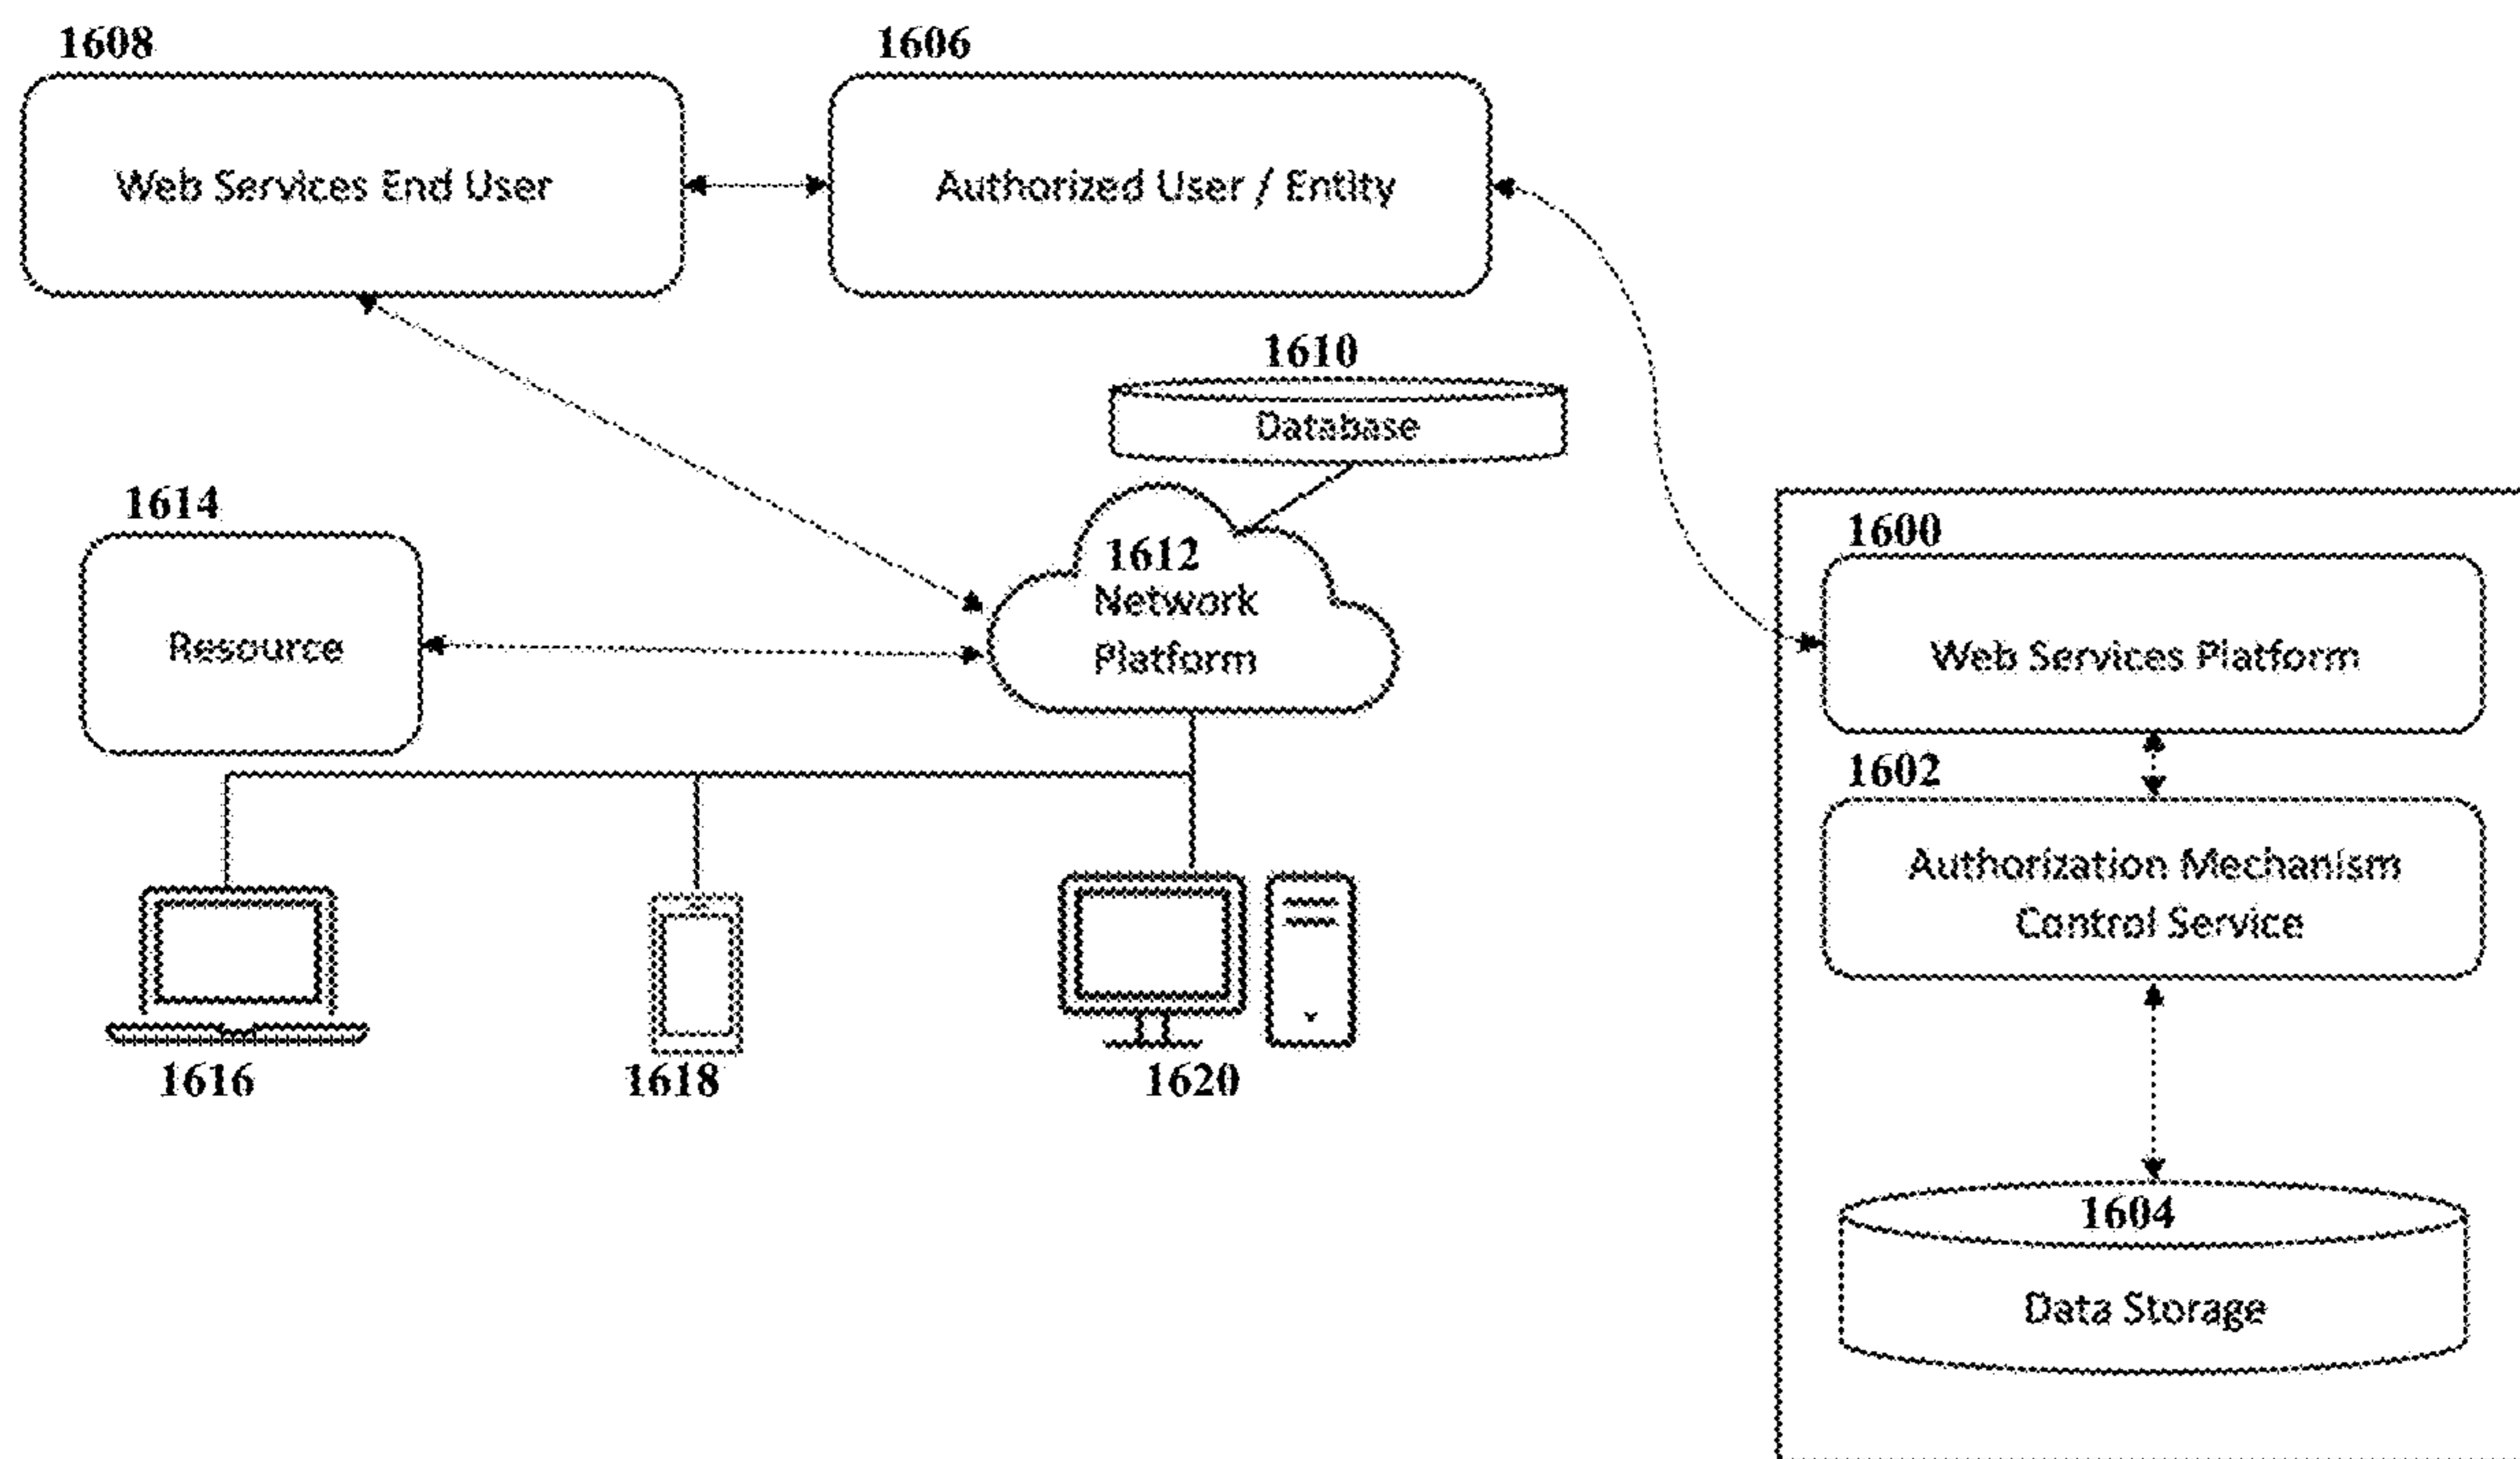 1608
Web Services End User
1606
Authorized User / Entity
1610
Database
1614
Resource
1612
Network
Platform
1600
Web Services Platform
1602
Authorization Mechanism
Control Service
1604
Data Storage
1616
1618
1620